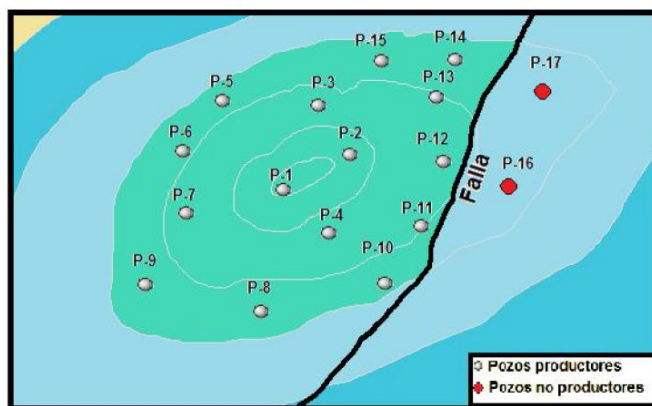 P-15
P-14
P-17
P-5
P-3
P-13
P-6
P-2
P-12
P-16
P-1
Falla
P-7
P-4
P-11
P-9
P-10
P-8
Pozos productores
Pozos no productores